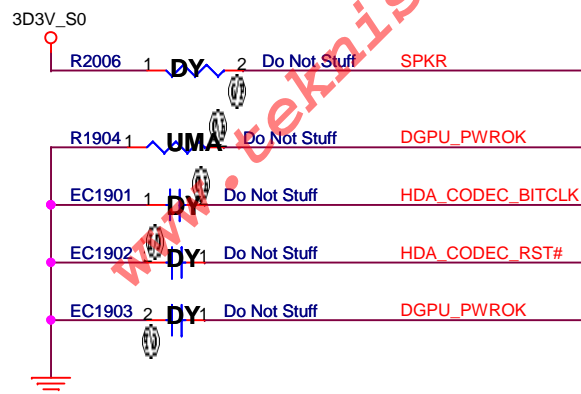 3D3V_S0
R2006 1 DY 2 Do Not Stuff SPKR
R1904 1 UMA Do Not Stuff DGPU_PWROK
EC1901 1 DY Do Not Stuff HDA_CODEC_BITCLK
EC1902 2 DY 1 Do Not Stuff HDA_CODEC_RST#
EC1903 2 DY 1 Do Not Stuff DGPU_PWROK
www.teknis